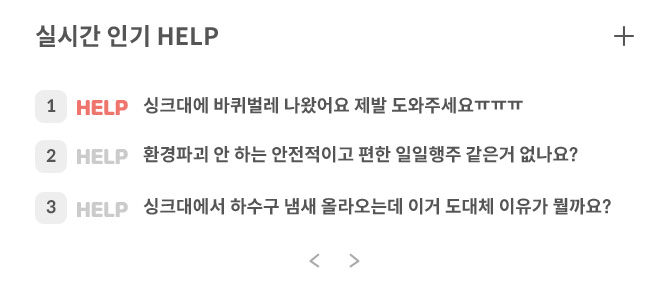 실시간 인기 HELP
1 HELP 싱크대에 바퀴벌레 나왔어요 제발 도와주세요ㅠㅠㅠ
2 HELP 환경파괴 안 하는 안전적이고 편한 일일행주 같은거 없나요?
3 HELP 싱크대에서 하수구 냄새 올라오는데 이거 도대체 이유가 뭘까요?